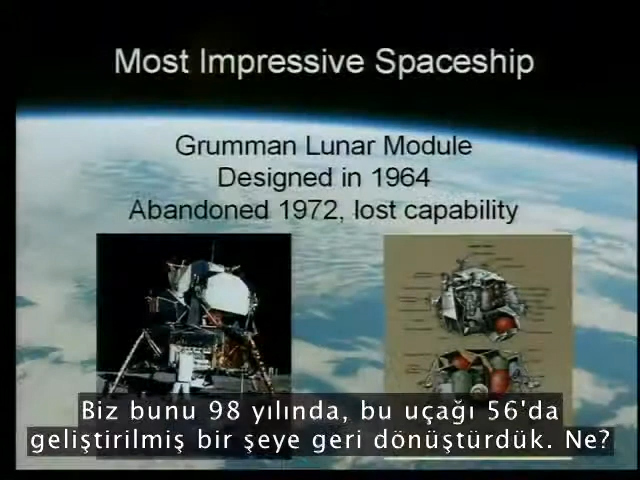 Most Impressive Spaceship
Grumman Lunar Module
Designed in 1964
Abandoned 1972, lost capability
Biz bunu 98 yılında, bu uçağı 56'da
geliştirilmiş bir şeye geri dönüştürdük. Ne?